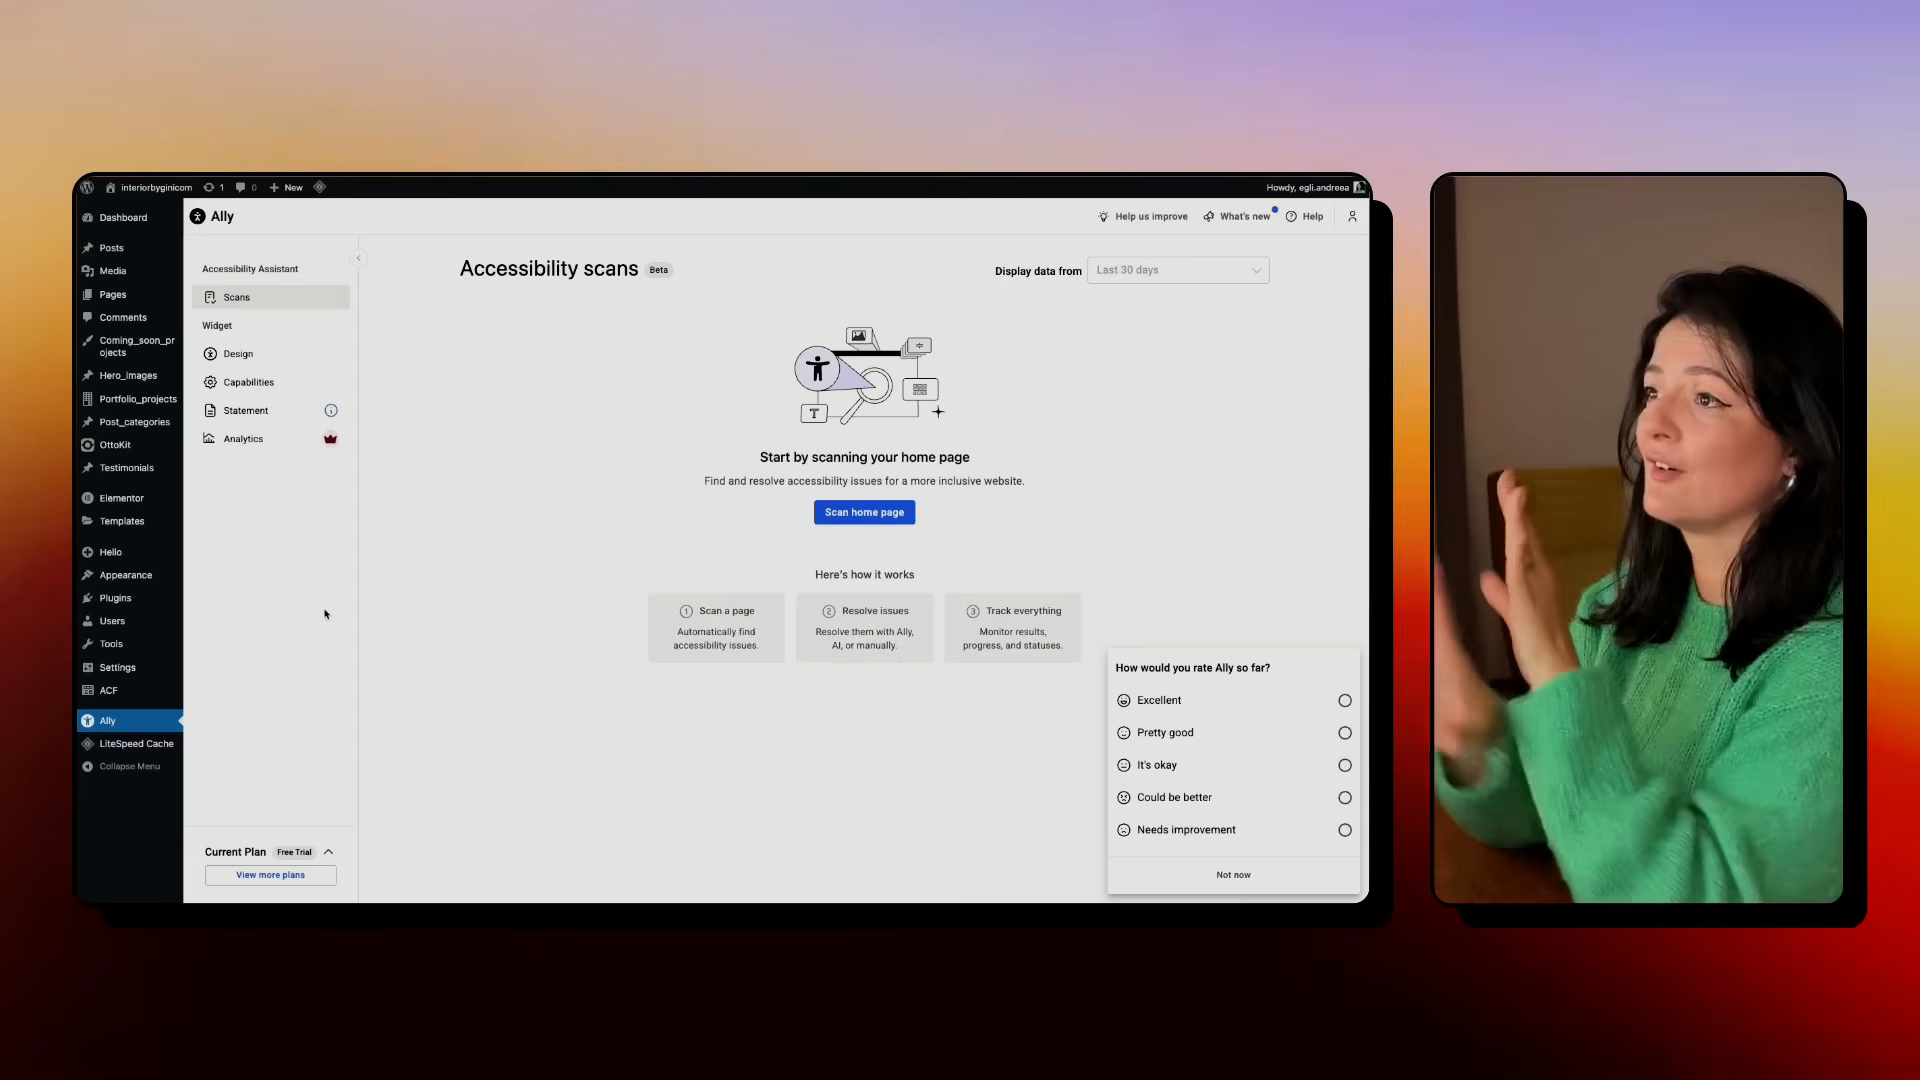 interiorbyginicom
1
0
New
Howdy, egli.andreea
Dashboard
Posts
Media
Pages
Comments
Coming_soon_pr
ojects
Hero_images
Portfolio_projects
Post_categories
OttoKit
Testimonials
Elementor
Templates
Hello
Appearance
Plugins
Users
Tools
Settings
ACF
Ally
LiteSpeed Cache
Collapse Menu
Ally
Help us improve
What's new
Help
Accessibility Assistant
Scans
Widget
Design
Capabilities
Statement
Analytics
Current Plan
Free Trial
View more plans
Accessibility scans
Beta
Display data from
Last 30 days
T
Start by scanning your home page
Find and resolve accessibility issues for a more inclusive website.
Scan home page
Here's how it works
1 Scan a page
Automatically find
accessibility issues.
2 Resolve issues
Resolve them with Ally,
AI, or manually.
3 Track everything
Monitor results,
progress, and statuses.
How would you rate Ally so far?
Excellent
Pretty good
It's okay
Could be better
Needs improvement
Not now